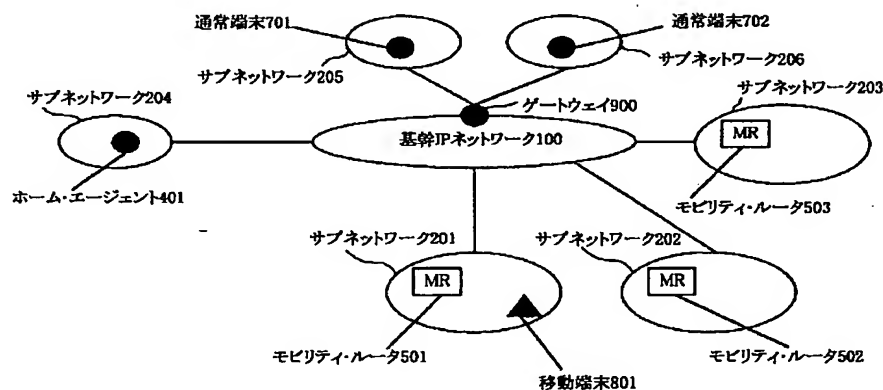 通常端末701
通常端末702
サブネットワーク205
サブネットワーク206
サブネットワーク204
ゲートウェイ900
サブネットワーク203
基幹IPネットワーク100
MR
ホーム・エージェント401
モビリティ・ルータ503
サブネットワーク201
サブネットワーク202
MR
MR
モビリティ・ルータ501
モビリティ・ルータ502
移動端末801